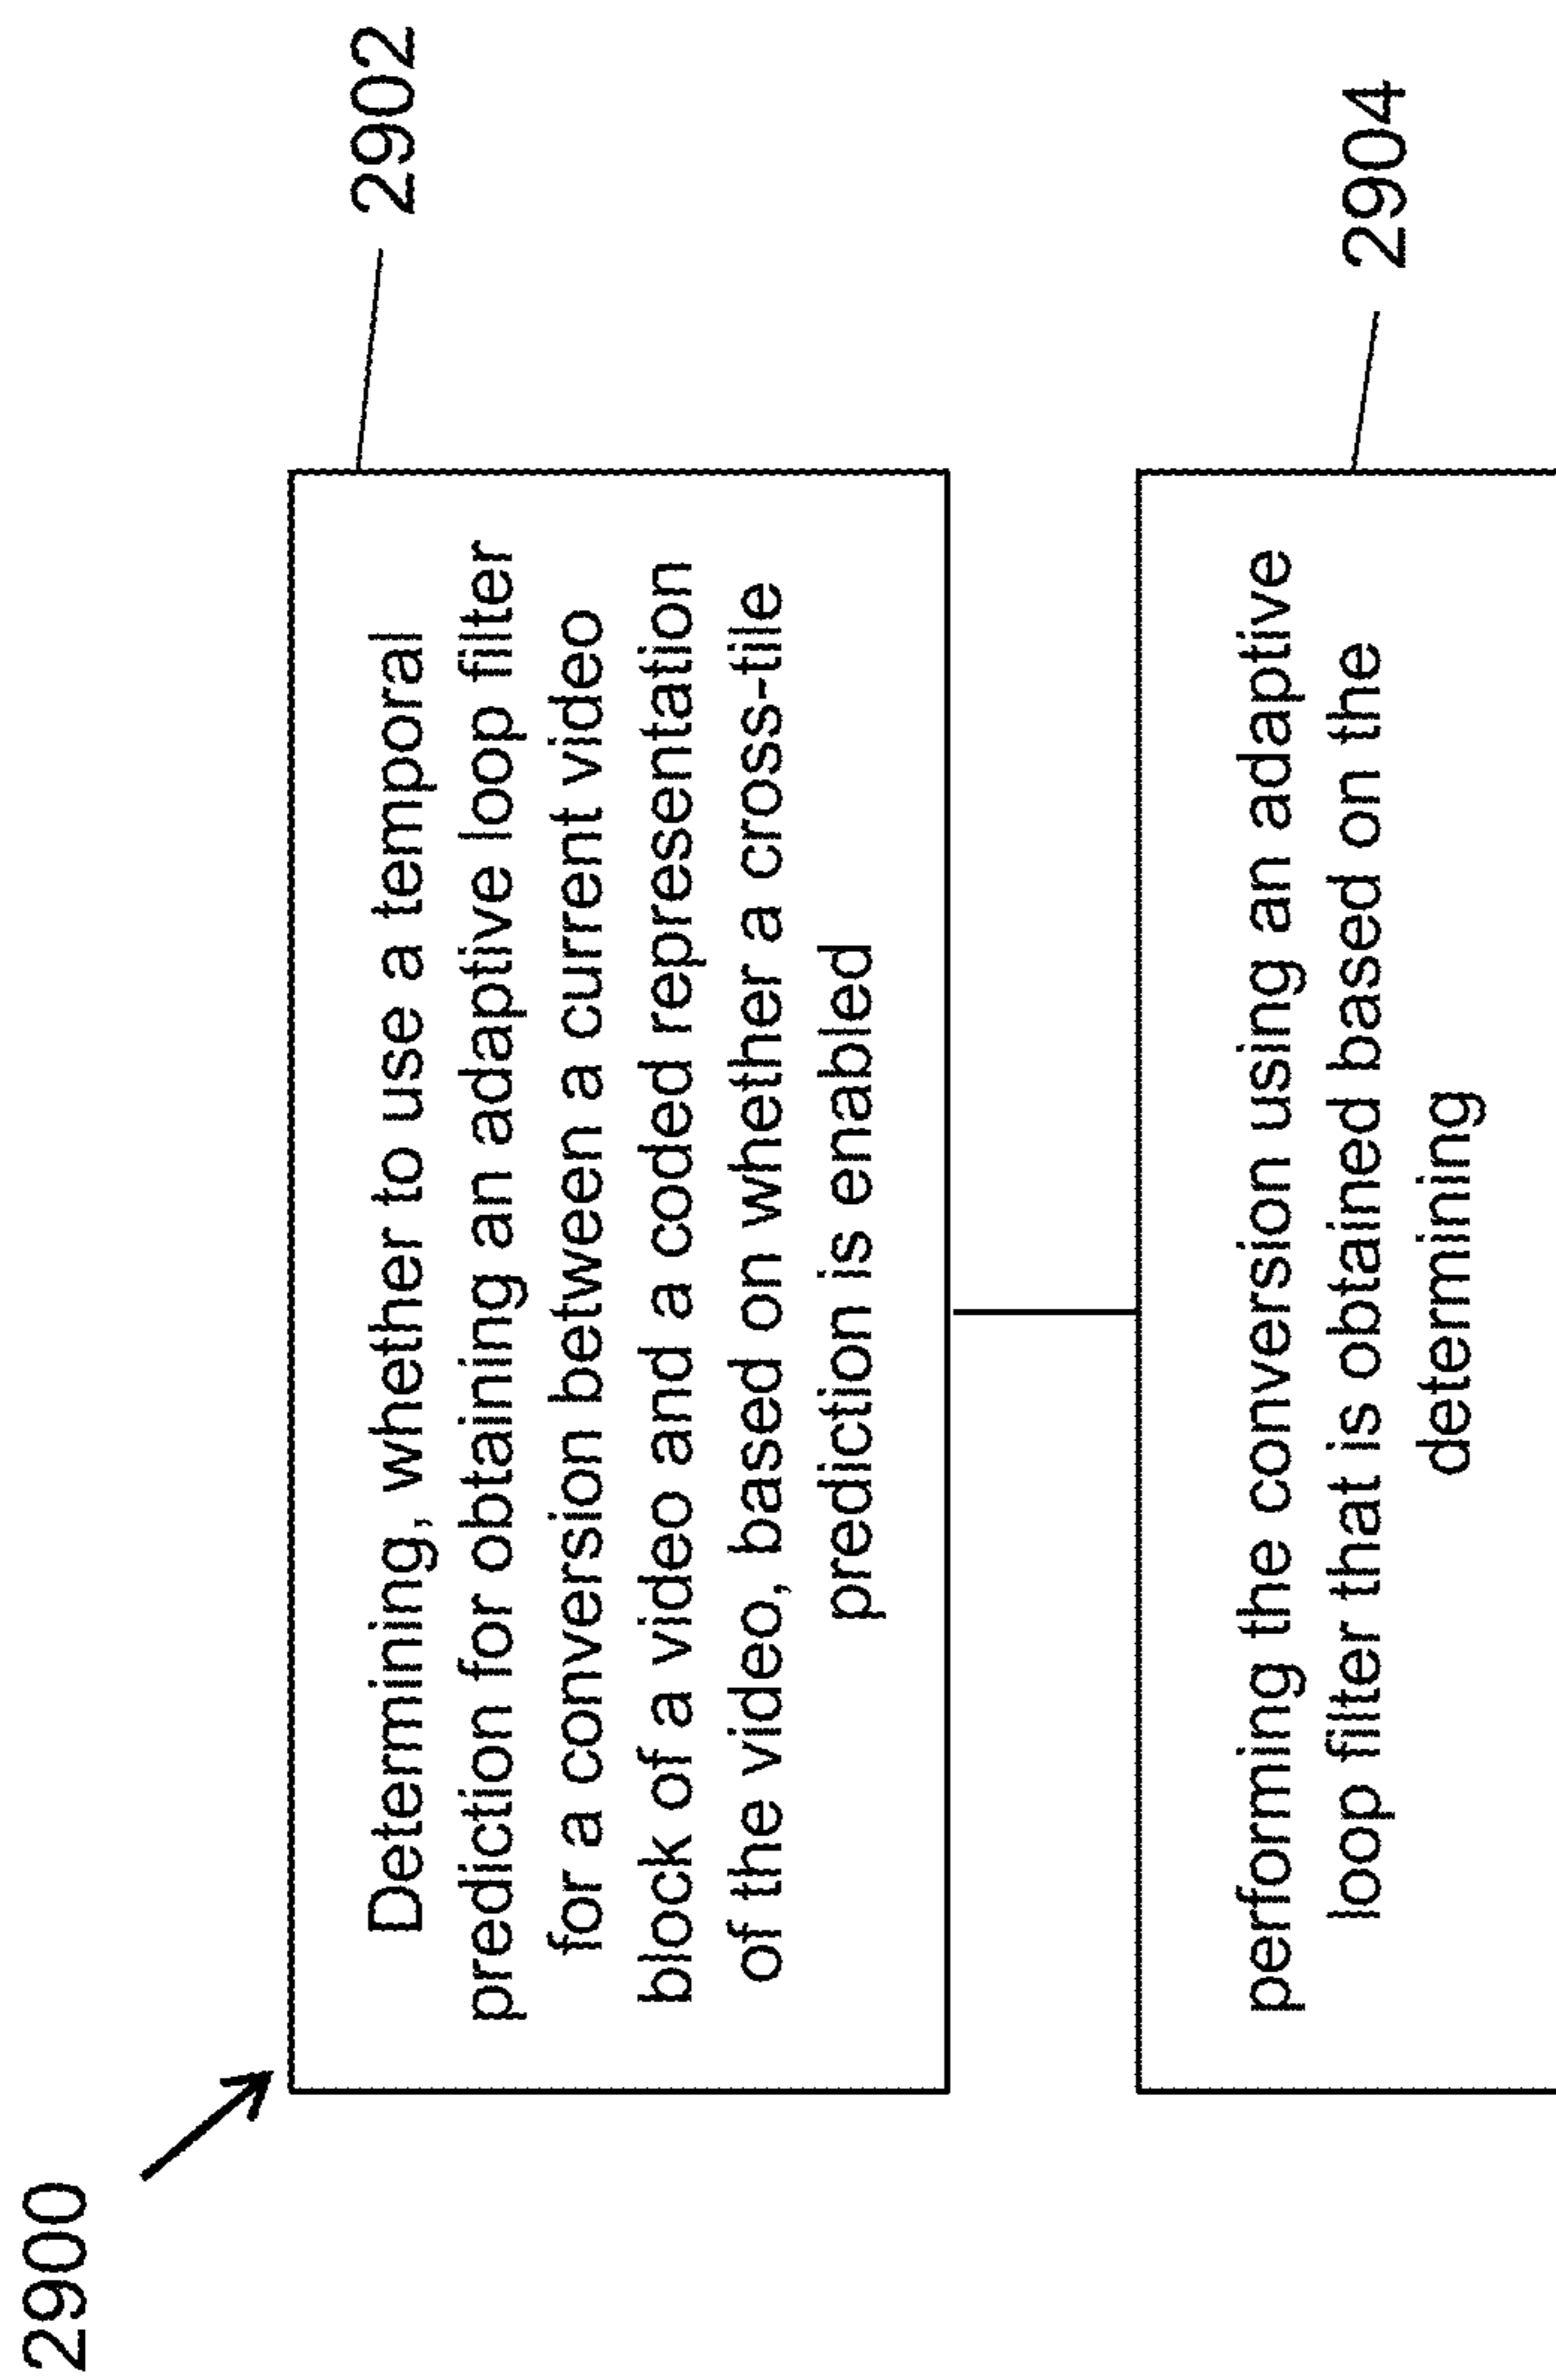 2900
2902
Determining, whether to use a temporal
prediction for obtaining an adaptive loop filter
for a conversion between a current video
block of a video and a coded representation
of the video, based on whether a cross-tile
prediction is enabled
2904
performing the conversion using an adaptive
loop filter that is obtained based on the
determining